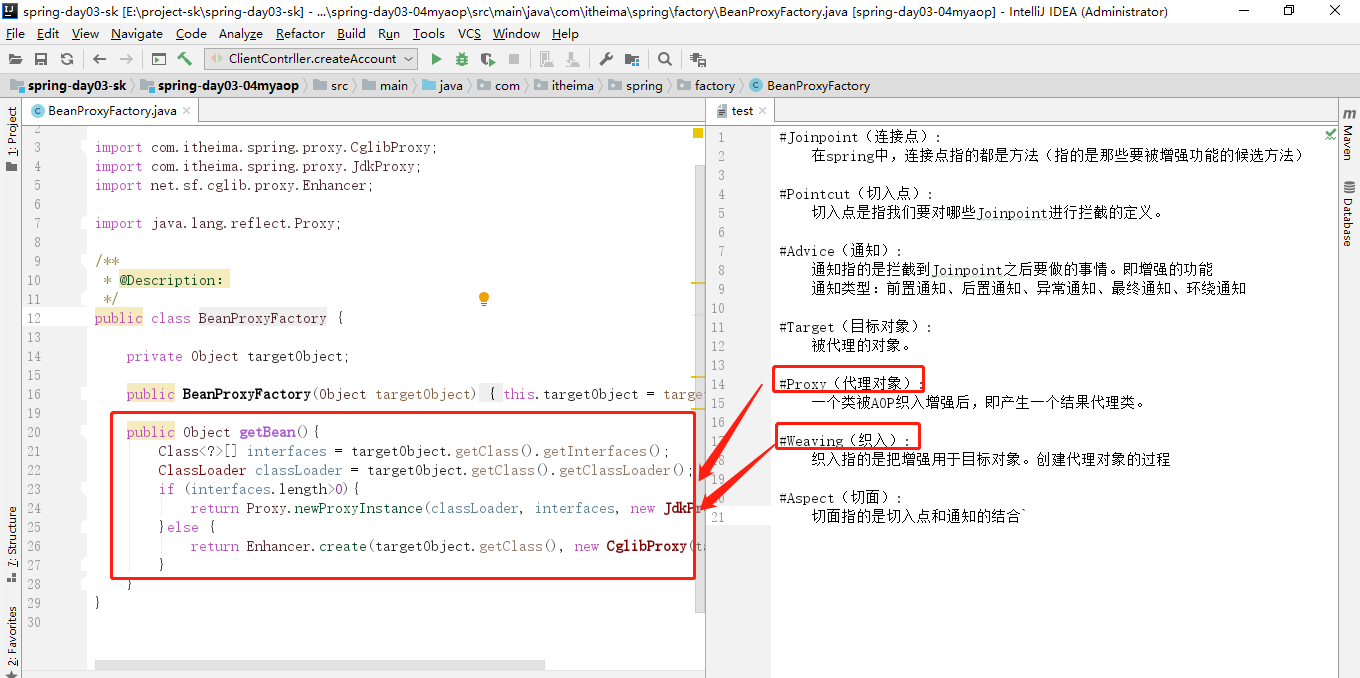 spring-day03-sk [E:\project-sk\spring-day03-sk] - ...\spring-day03-04myaop\src\main\java\com\itheima\spring\factory\BeanProxyFactory.java [spring-day03-04myaop] - IntelliJ IDEA (Administrator)
File Edit View Navigate Code Analyze Refactor Build Run Tools VCS Window Help
ClientContrller.createAccount
spring-day03-sk spring-day03-04myaop src main java com itheima spring factory BeanProxyFactory
1: Project
7: Structure
2: Favorites
BeanProxyFactory.java
2
3 import com.itheima.spring.proxy.CglibProxy;
4 import com.itheima.spring.proxy.JdkProxy;
5 import net.sf.cglib.proxy.Enhancer;
6
7 import java.lang.reflect.Proxy;
8
9 /**
10 * @Description:
11 */
12 public class BeanProxyFactory {
13
14 private Object targetObject;
15
16 public BeanProxyFactory(Object targetObject) { this.targetObject = targe
19
20 public Object getBean(){
21 Class<?>[] interfaces = targetObject.getClass().getInterfaces();
22 ClassLoader classLoader = targetObject.getClass().getClassLoader();
23 if (interfaces.length>0){
24 return Proxy.newProxyInstance(classLoader, interfaces, new JdkPr
25 }else {
26 return Enhancer.create(targetObject.getClass(), new CglibProxy(ta
27 }
28 }
29 }
30
test
1 #Joinpoint（连接点）:
2 在spring中，连接点指的都是方法（指的是那些要被增强功能的候选方法）
3
4 #Pointcut（切入点）:
5 切入点是指我们要对哪些Joinpoint进行拦截的定义。
6
7 #Advice（通知）:
8 通知指的是拦截到Joinpoint之后要做的事情。即增强的功能
9 通知类型：前置通知、后置通知、异常通知、最终通知、环绕通知
10
11 #Target（目标对象）:
12 被代理的对象。
13
14 #Proxy（代理对象）:
15 一个类被AOP织入增强后，即产生一个结果代理类。
16
17 #Weaving（织入）:
18 织入指的是把增强用于目标对象。创建代理对象的过程
19
20 #Aspect（切面）:
21 切面指的是切入点和通知的结合`
m Maven
Database